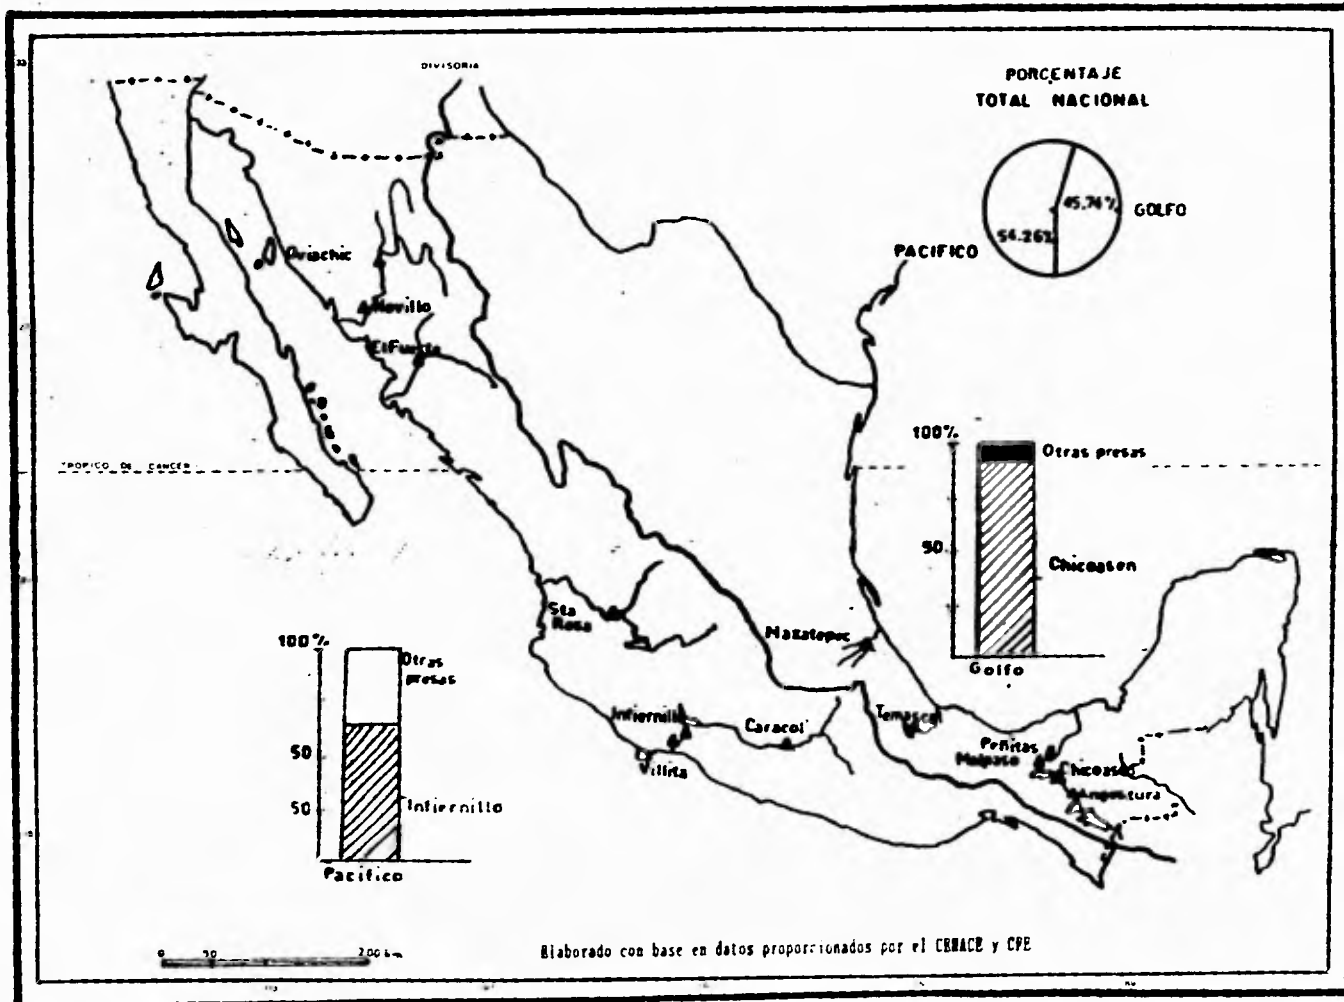 DIVISORIA
PORCENTAJE
TOTAL NACIONAL
45.74%
54.26%
GOLFO
PACIFICO
Oviachic
Novillo
El Fuerte
TROPICO DE CANCER
100%
Otras presas
50
Chicoasen
Golfo
Sta
Rosa
Mazatepec
100%
Otras
presas
50
50
Infiernillo
Pacifico
Infiernillo
Caracol
Villita
Temascal
Peñitas
Malpaso
Chicoasen
Angostura
0
200 km
Elaborado con base en datos proporcionados por el CENACE y CFE